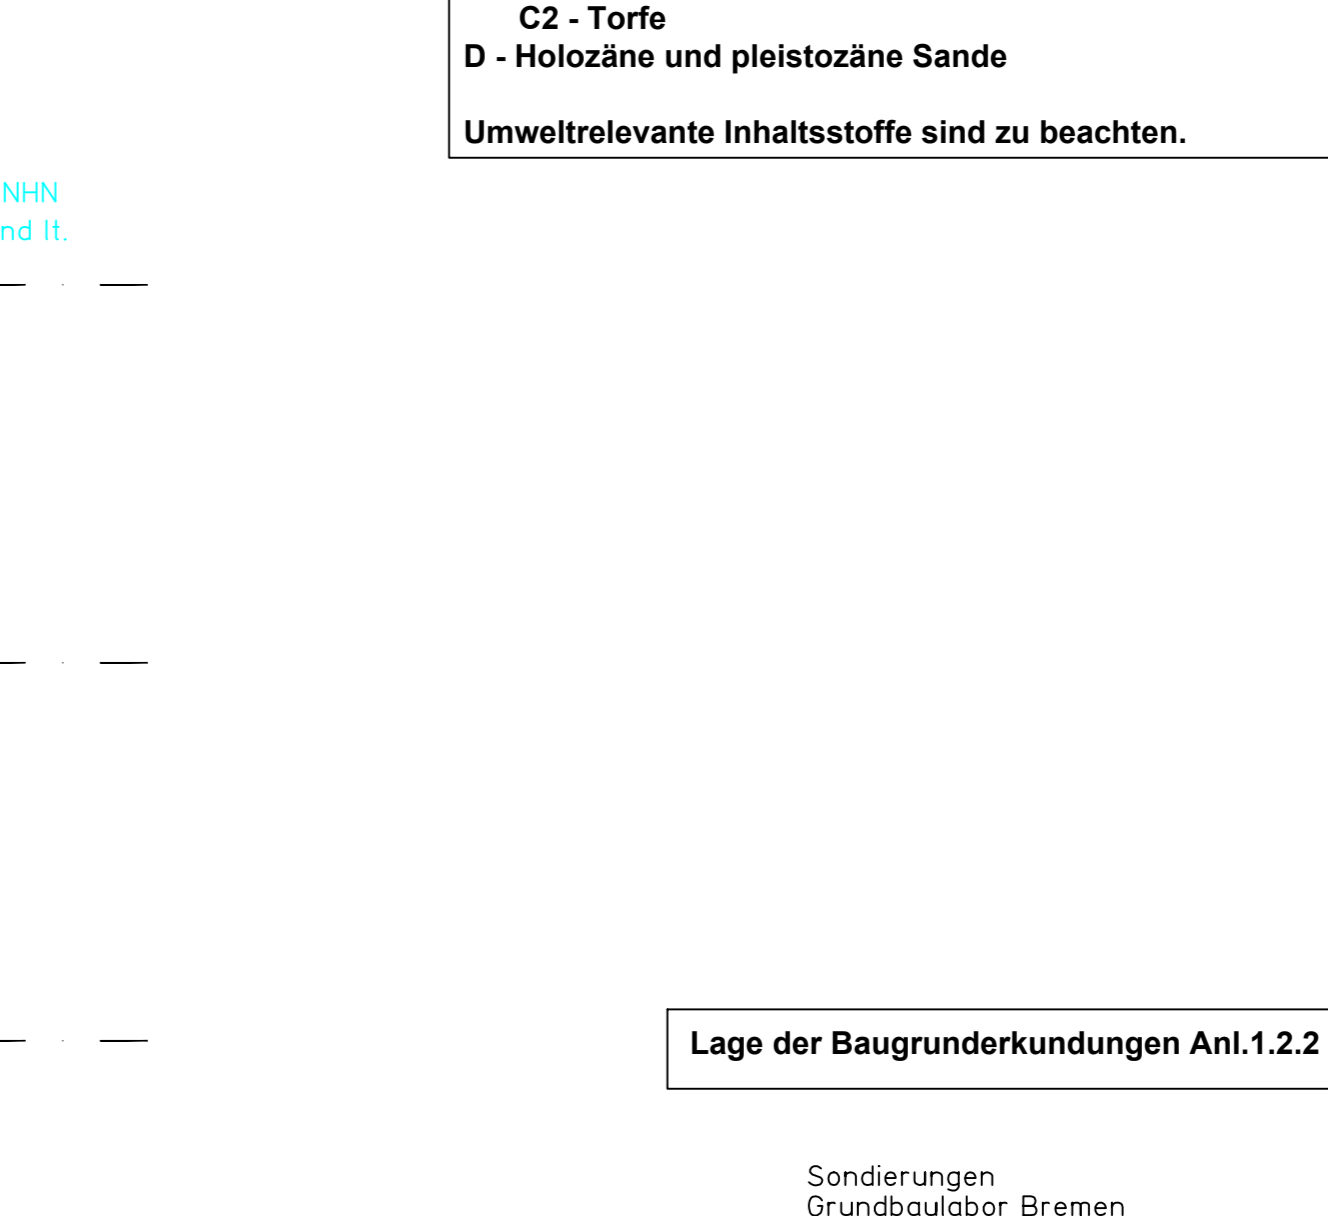 C2 - Torfe
D - Holozäne und pleistozäne Sande
Umweltrelevante Inhaltsstoffe sind zu beachten.
NHN
lt.
Lage der Baugrunderkundungen Anl.1.2.2
Sondierungen
Grundbaulabor Bremen